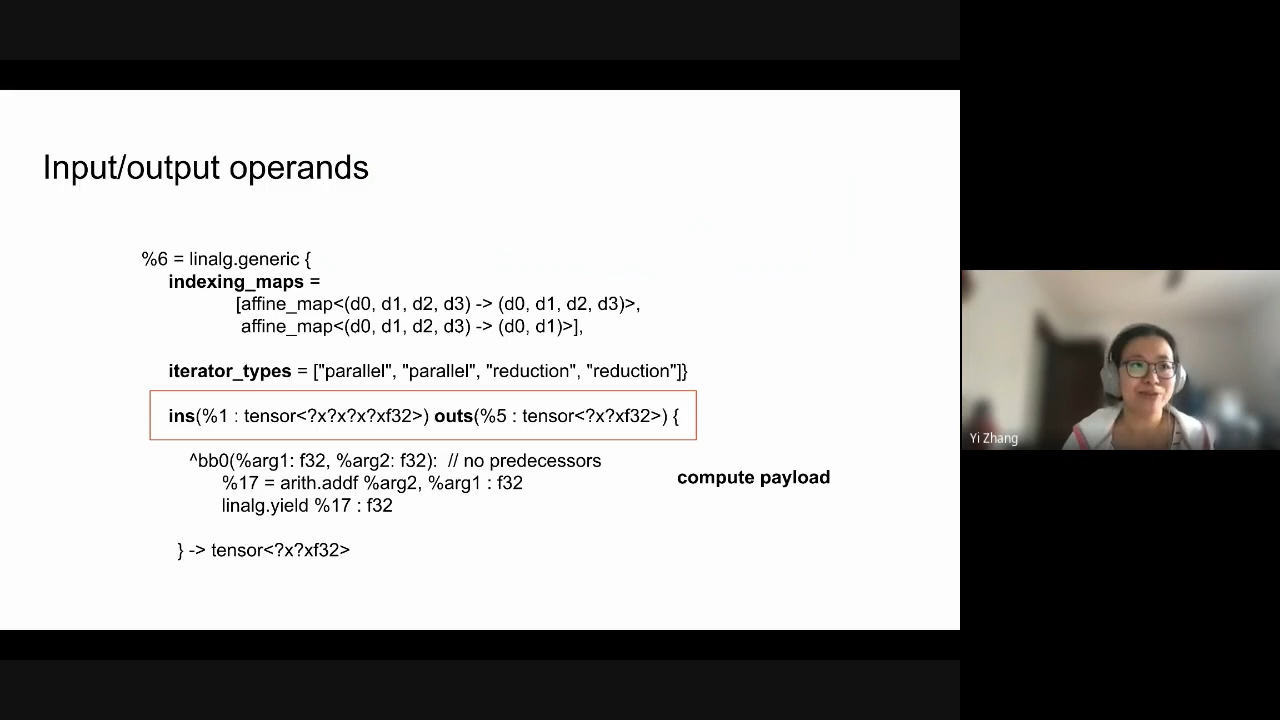 Input/output operands
%6 = linalg.generic {
indexing_maps =
[affine_map<(d0, d1, d2, d3) -> (d0, d1, d2, d3)>,
affine_map<(d0, d1, d2, d3) -> (d0, d1)>],
iterator_types = ["parallel", "parallel", "reduction", "reduction"]}
ins(%1 : tensor<?x?x?x?xf32>) outs(%5 : tensor<?x?xf32>) {
^bb0(%arg1: f32, %arg2: f32):  // no predecessors
%17 = arith.addf %arg2, %arg1 : f32
compute payload
linalg.yield %17 : f32
} -> tensor<?x?xf32>
Yi Zhang